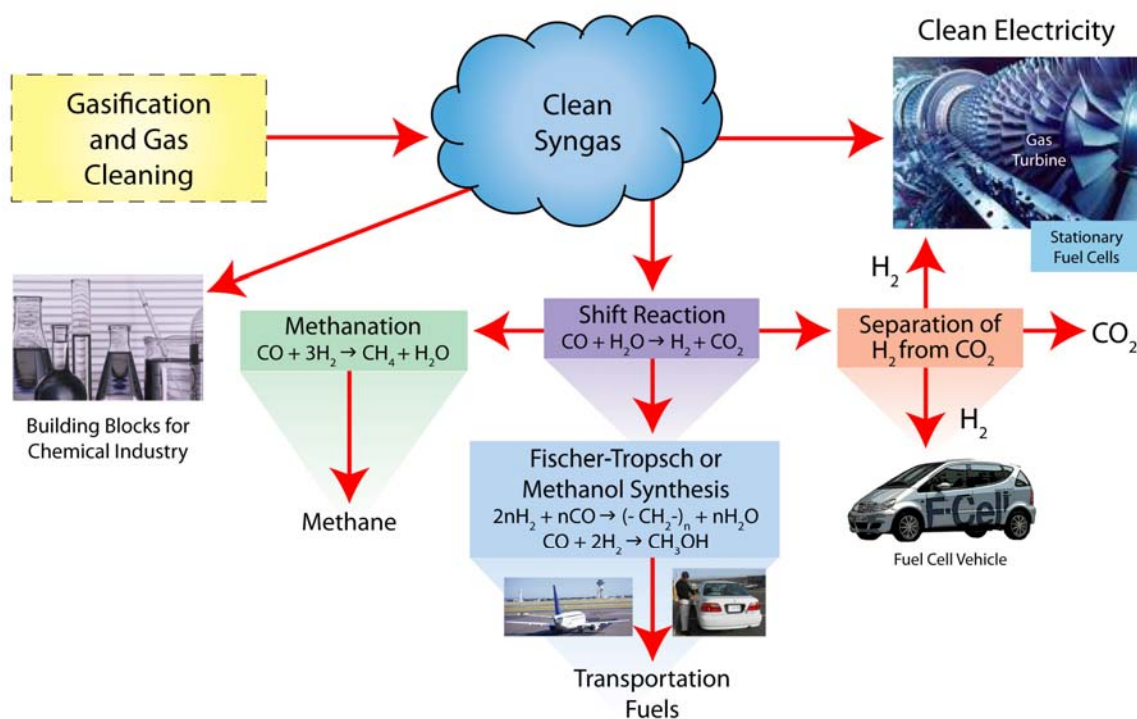 Clean Electricity
Gasification
and Gas
Cleaning
Clean
Syngas
Gas
Turbine
Stationary
Fuel Cells
H₂
Methanation
CO + 3H₂ → CH₄ + H₂O
Shift Reaction
CO + H₂O → H₂ + CO₂
Separation of
H₂ from CO₂
CO₂
Building Blocks for
Chemical Industry
H₂
Fischer-Tropsch or
Methanol Synthesis
2nH₂ + nCO → (- CH₂-)ₙ + nH₂O
CO + 2H₂ → CH₃OH
Methane
F-Cell
Fuel Cell Vehicle
Transportation
Fuels